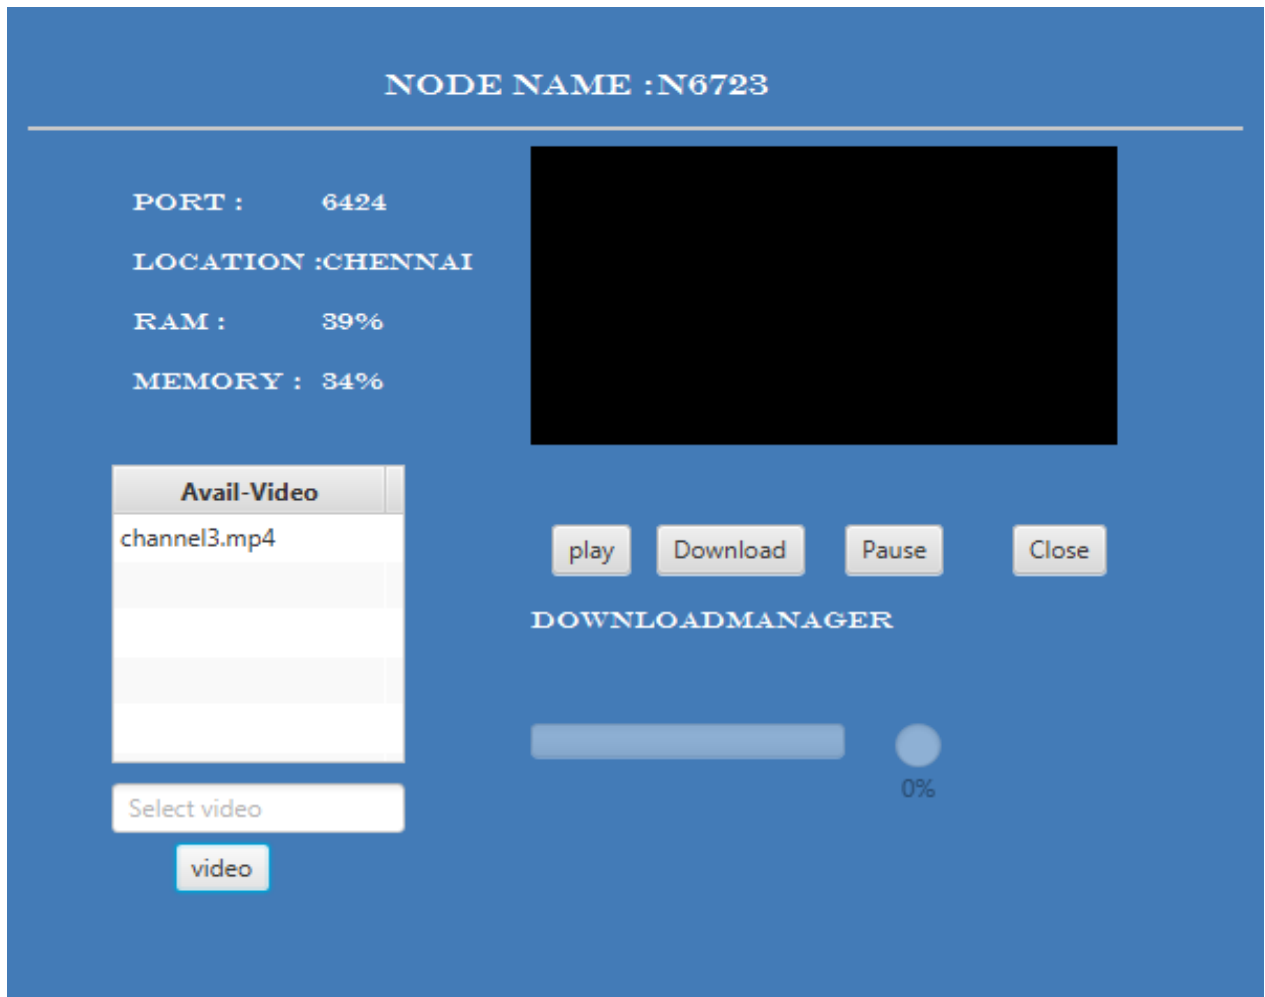 NODE NAME :N6723
PORT : 6424
LOCATION :CHENNAI
RAM : 39%
MEMORY : 34%
Avail-Video
channel3.mp4
play Download Pause Close
DOWNLOADMANAGER
0%
Select video
video